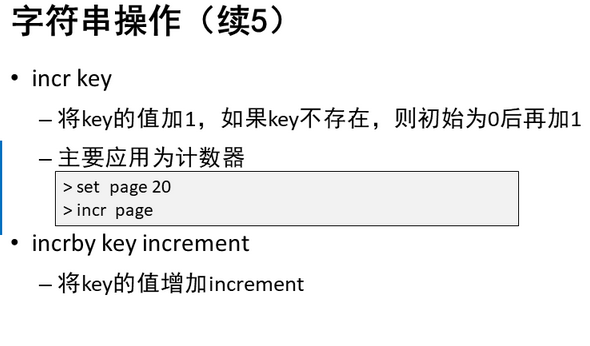 字符串操作（续5）
• incr key
– 将key的值加1，如果key不存在，则初始为0后再加1
– 主要应用为计数器
> set page 20
> incr page
• incrby key increment
– 将key的值增加increment